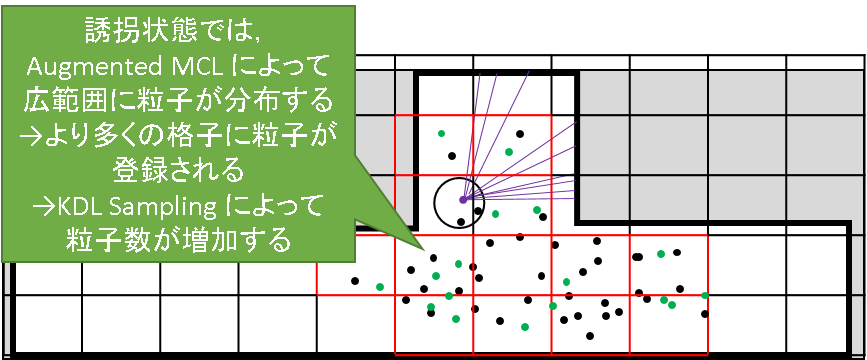 誘拐状態では,
Augmented MCL によって
広範囲に粒子が分布する
→より多くの格子に粒子が
登録される
→KDL Sampling によって
粒子数が増加する